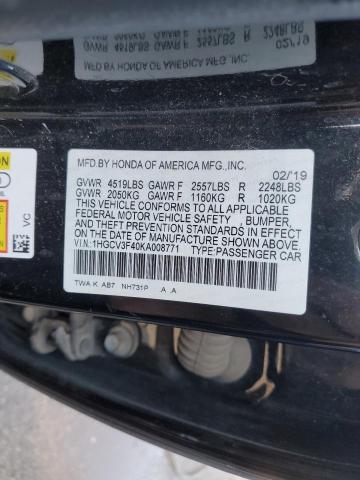 MFD.BY HONDA OF AMERICA MFG.,INC. 02/19
GVWR 4519LBS GAWR F 2557LBS R 2248LBS
GVWR 2050KG GAWR F 1160KG R 1020KG
THIS VEHICLE CONFORMS TO ALL APPLICABLE
FEDERAL MOTOR VEHICLE SAFETY , BUMPER,
AND THEFT PREVENTION STANDARDS IN EFFECT
ON THE DATE OF MANUFACTURE SHOWN ABOVE.
V.I.N.:1HGCV3F40KA008771 TYPE:PASSENGER CAR
TWA K AB7 NH731P A A
VC